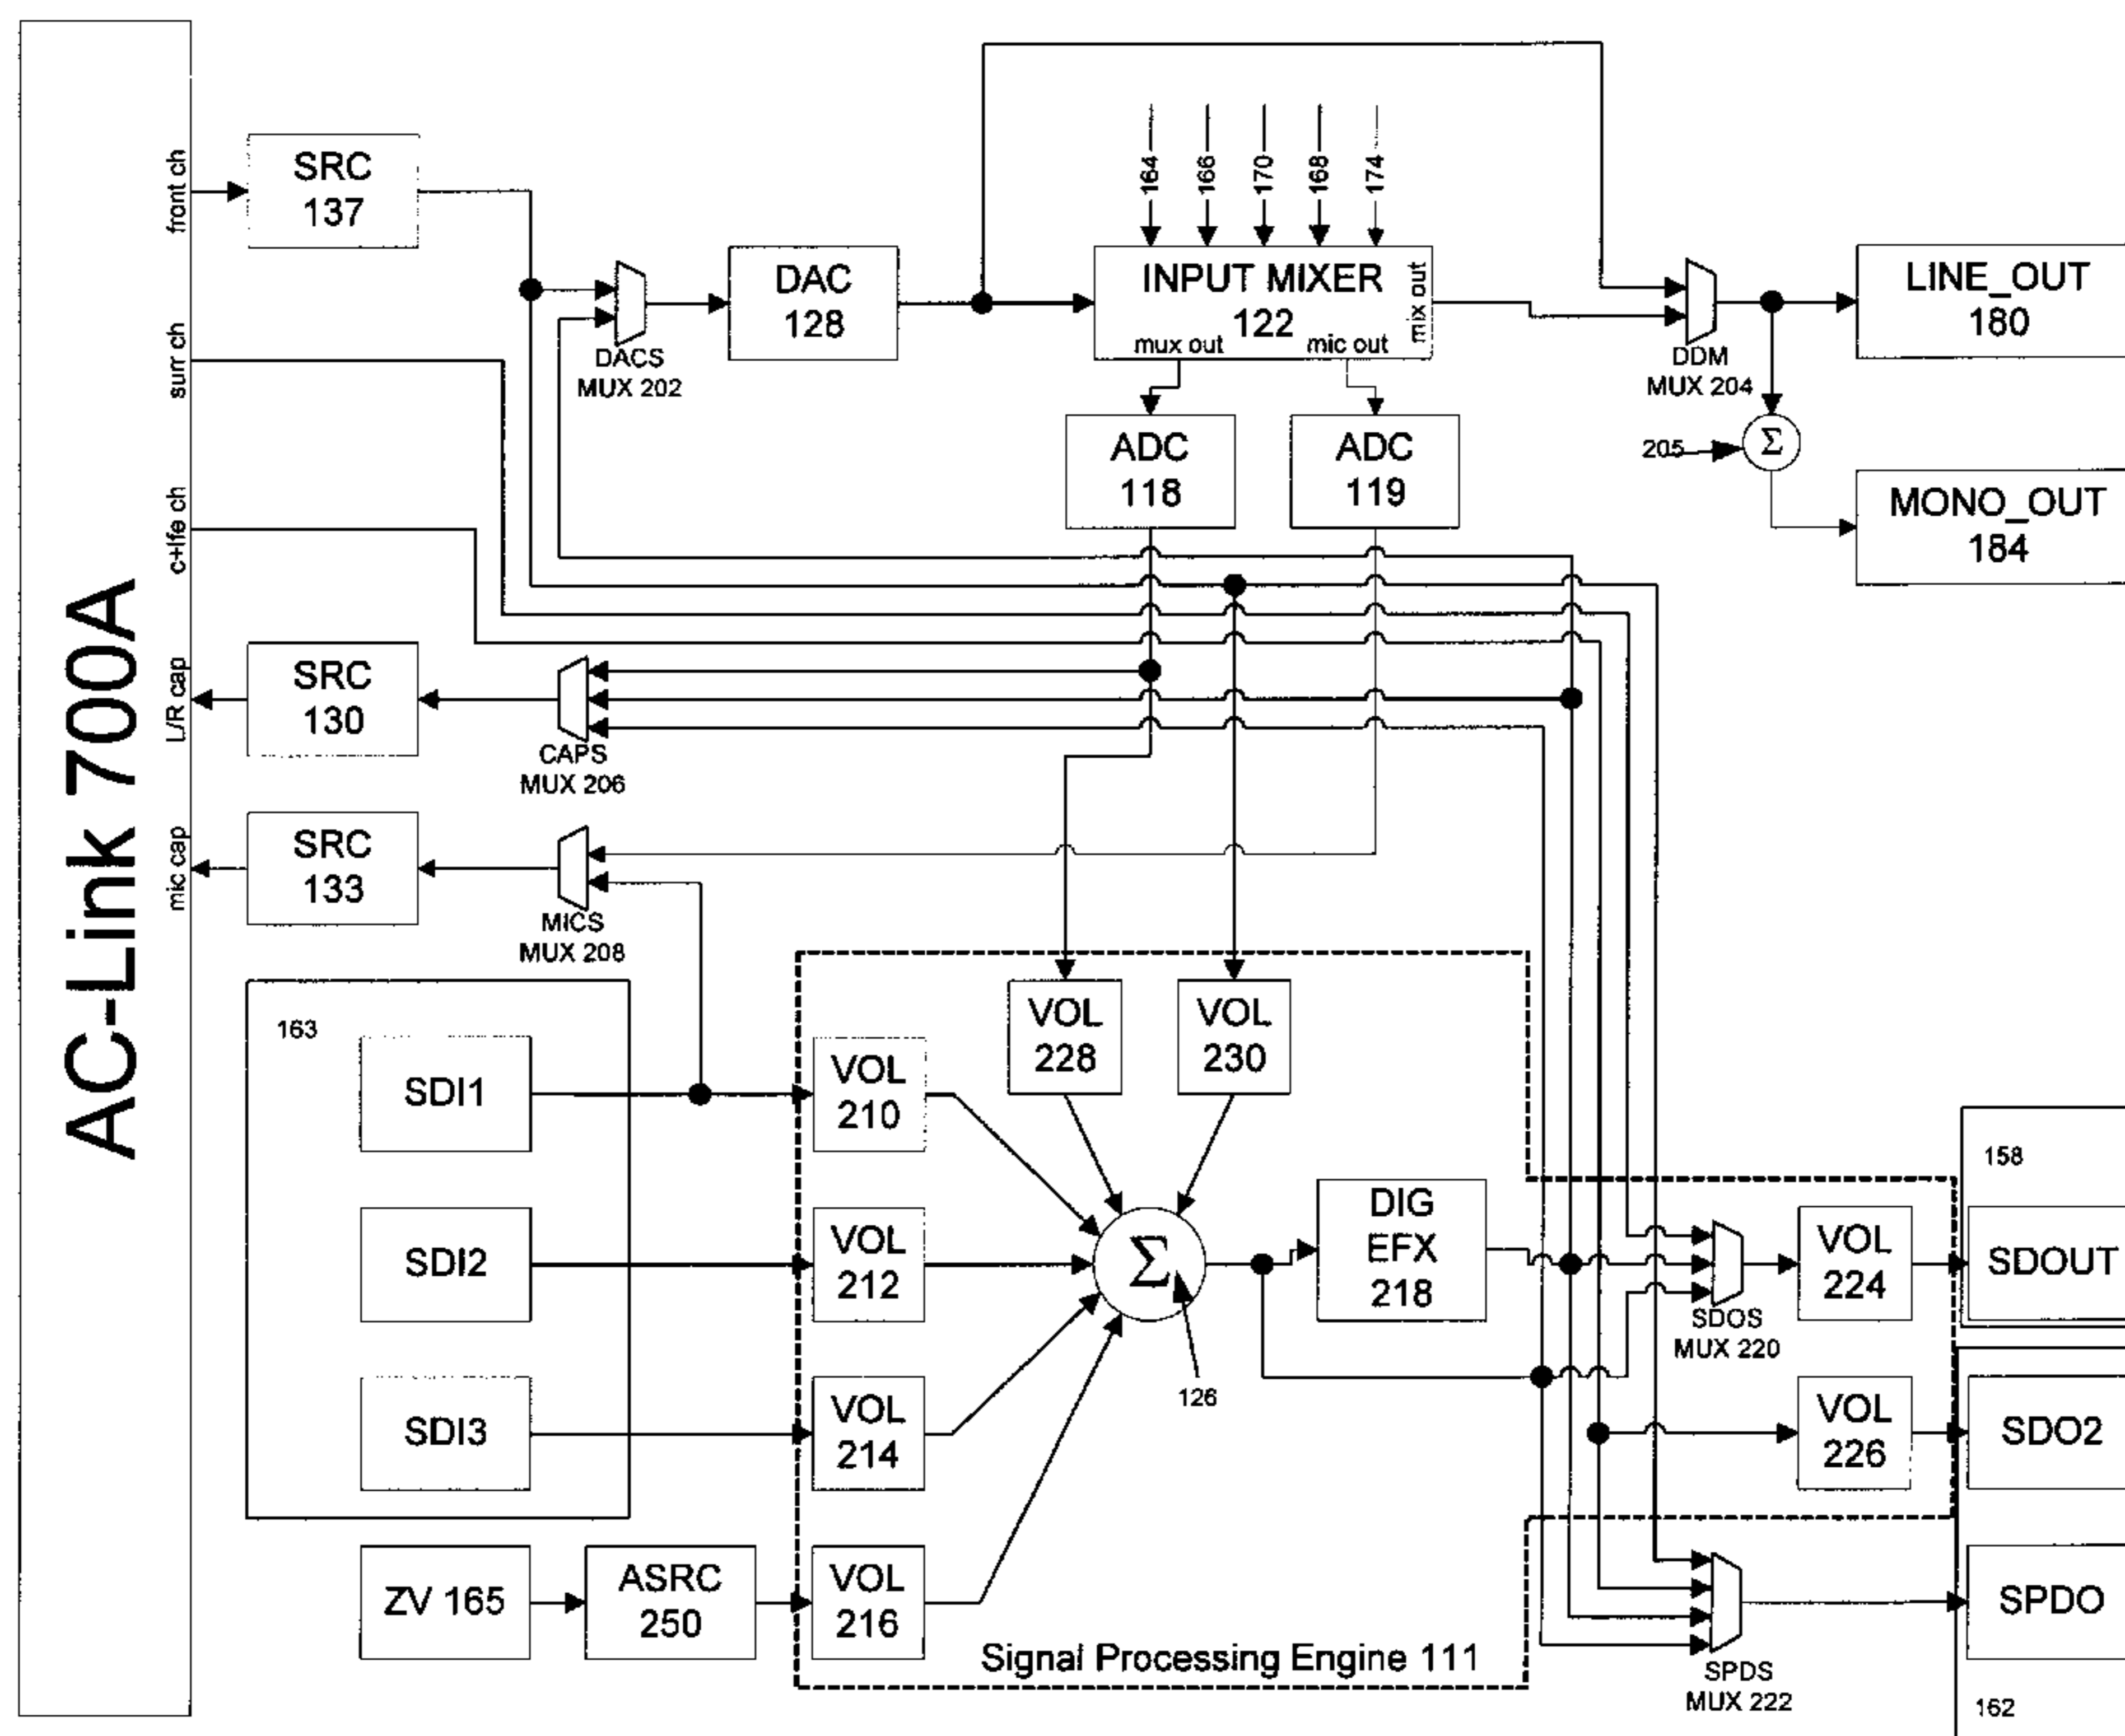 AC-Link 700A
front ch
surr ch
c+lfe ch
L/R cap
mic cap
SRC
137
DACS
MUX 202
DAC
128
164
166
170
168
174
INPUT MIXER
122
mux out
mic out
mix out
DDM
MUX 204
LINE_OUT
180
205
Σ
MONO_OUT
184
ADC
118
ADC
119
SRC
130
CAPS
MUX 206
SRC
133
MICS
MUX 208
163
SDI1
SDI2
SDI3
ZV 165
ASRC
250
VOL
210
VOL
212
VOL
214
VOL
216
VOL
228
VOL
230
Σ
126
DIG
EFX
218
Signal Processing Engine 111
SDOS
MUX 220
VOL
224
VOL
226
SPDS
MUX 222
158
SDOUT
SDO2
SPDO
162